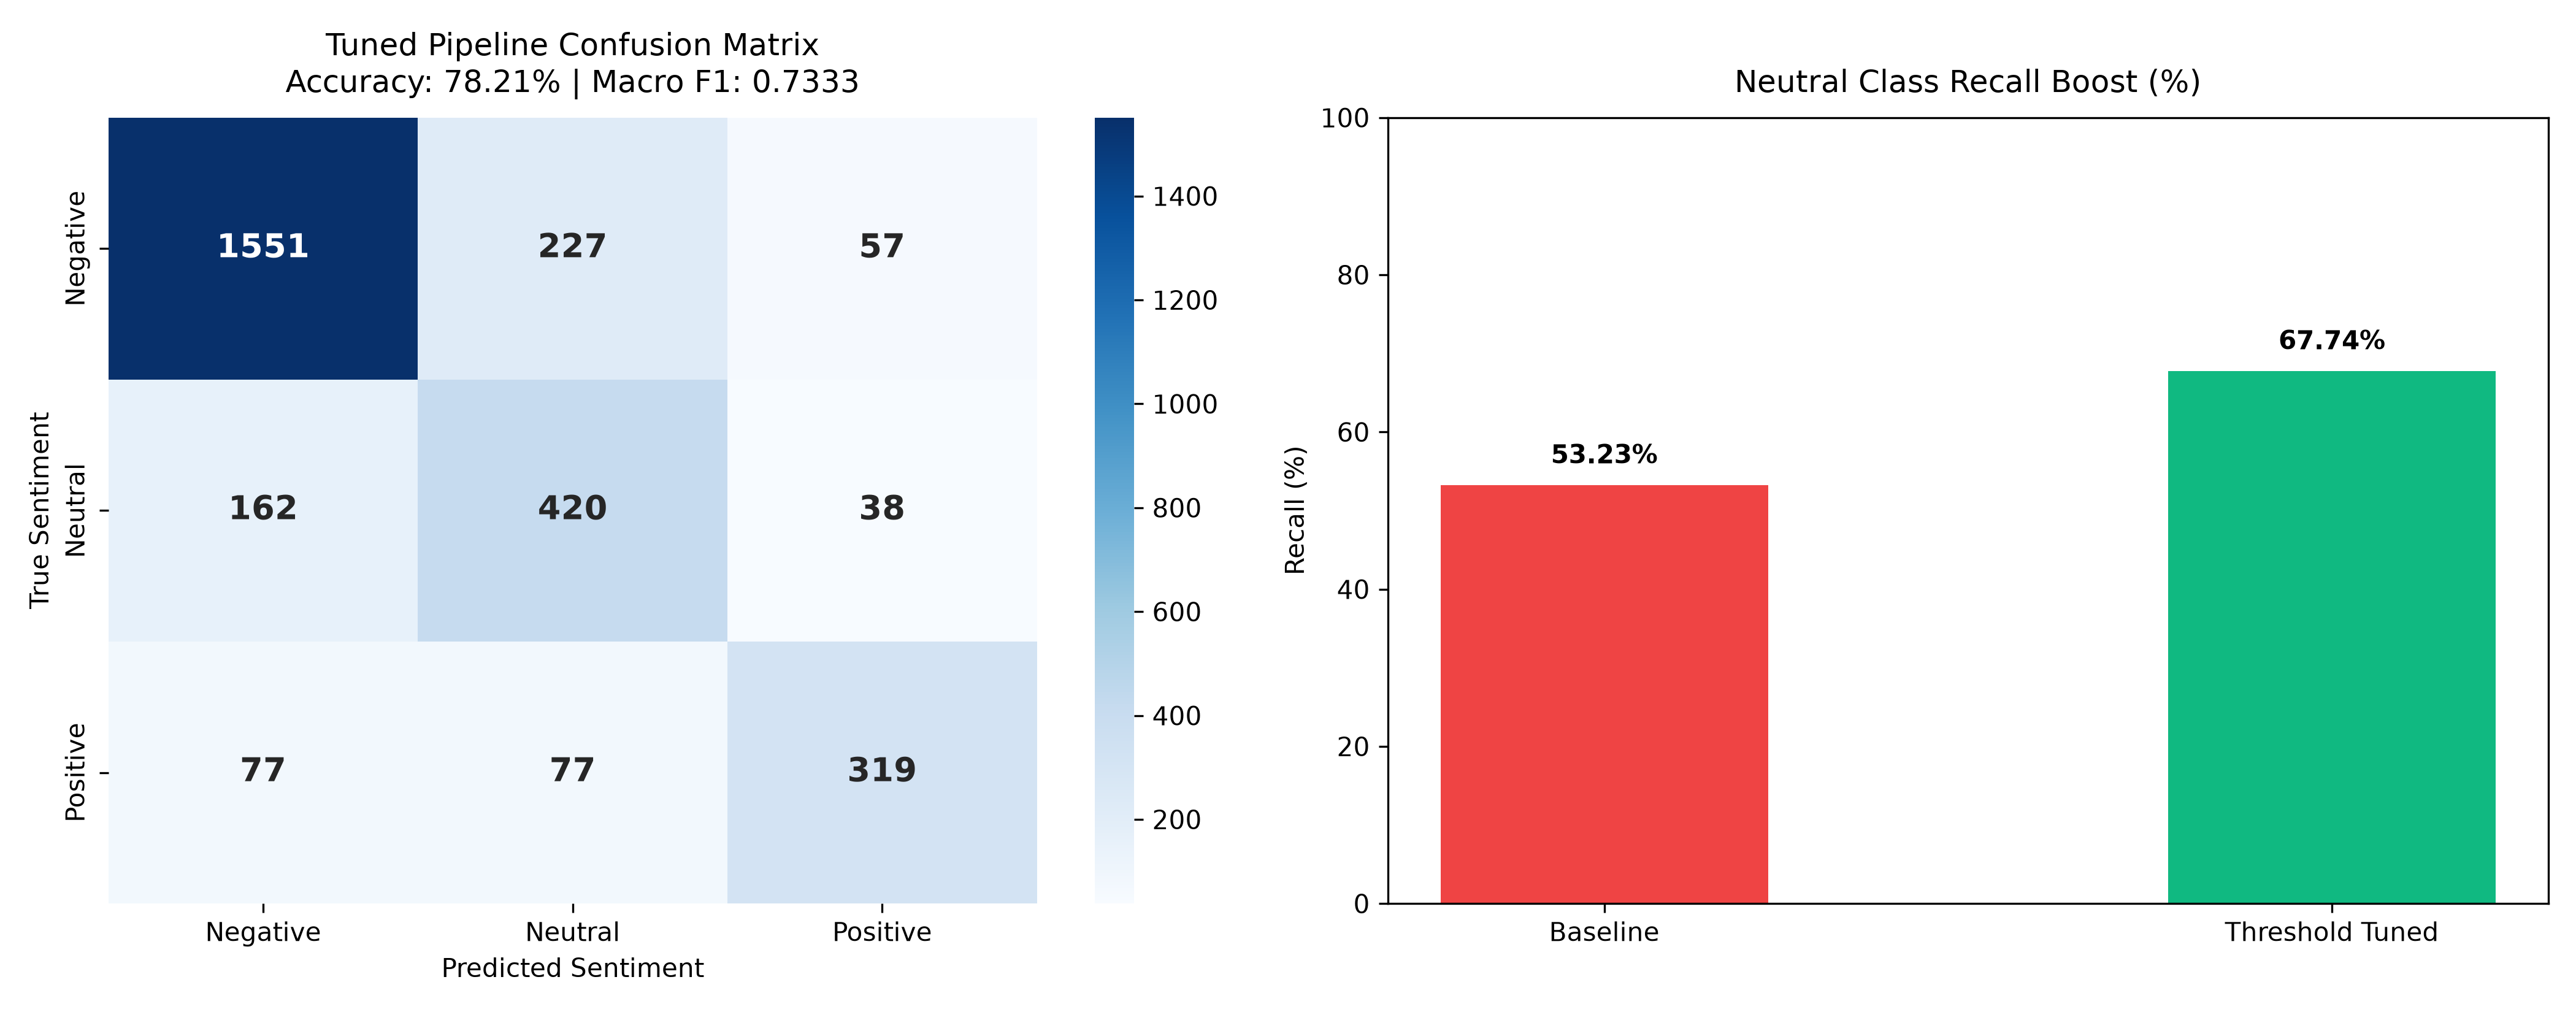 Tuned Pipeline Confusion Matrix
Accuracy: 78.21% | Macro F1: 0.7333
True Sentiment
Negative
1551 227 57
Neutral
162 420 38
Positive
77 77 319
Negative Neutral Positive
Predicted Sentiment
1400
1200
1000
800
600
400
200
Neutral Class Recall Boost (%)
Recall (%)
100
80
60
40
20
0
53.23%
67.74%
Baseline Threshold Tuned